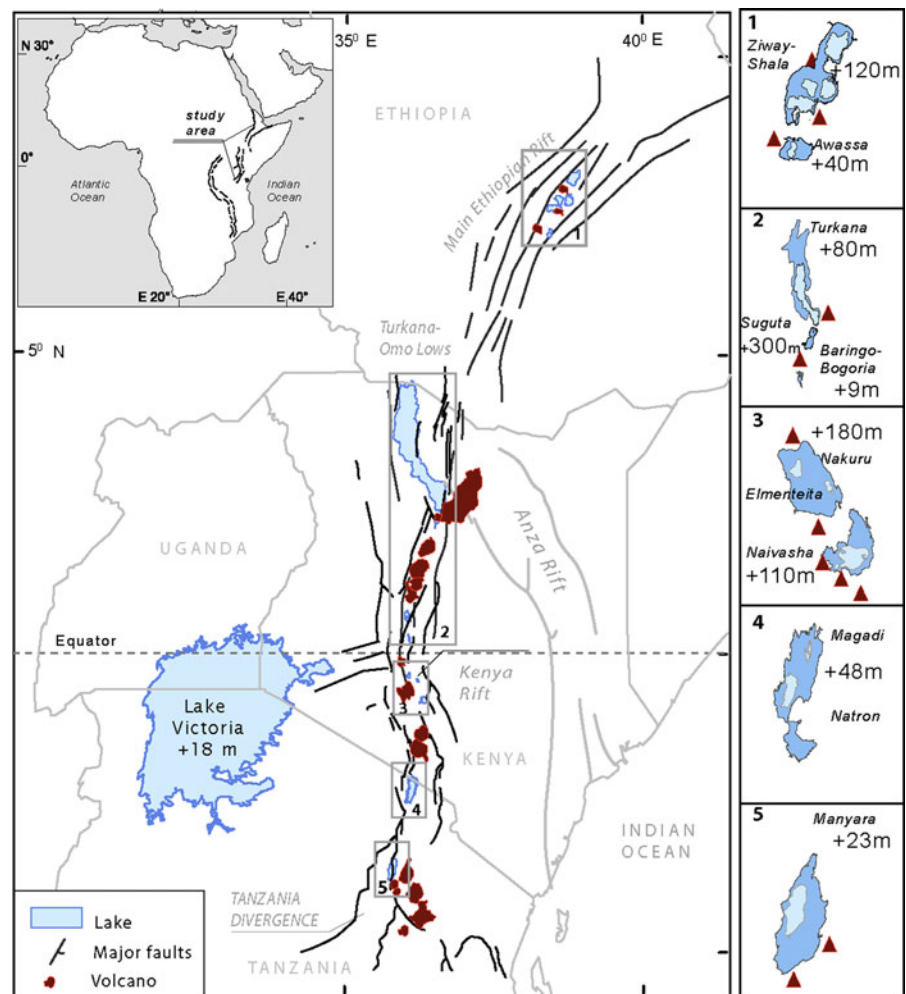 35° E
40° E
N 30°
study
area
0°
Atlantic
Ocean
Indian
Ocean
E 20°
E 40°
ETHIOPIA
Main Ethiopian Rift
1
Turkana-
Omo Lows
5° N
UGANDA
Anza Rift
2
Equator
Kenya
Rift
3
Lake
Victoria
+18 m
KENYA
4
INDIAN
OCEAN
5
TANZANIA
DIVERGENCE
TANZANIA
Lake
Major faults
Volcano
1
Ziway-
Shala
+120m
Awassa
+40m
2
Turkana
+80m
Suguta
+300m
Baringo-
Bogoria
+9m
3
+180m
Nakuru
Elmenteita
Naivasha
+110m
4
Magadi
+48m
Natron
5
Manyara
+23m